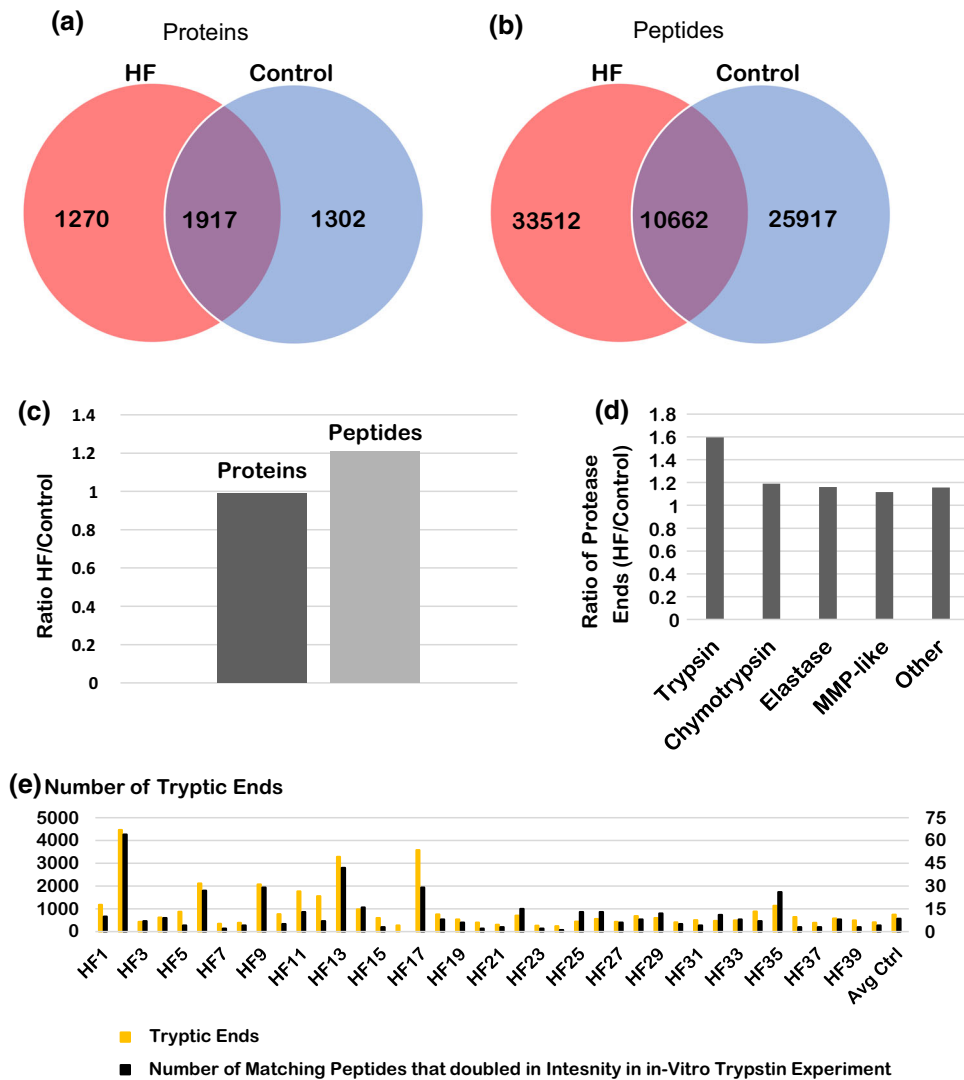 (a) Proteins
HF Control
1270 1917 1302
(b) Peptides
HF Control
33512 10662 25917
(c)
Ratio HF/Control
1.4
1.2
1
0.8
0.6
0.4
0.2
0
Proteins
Peptides
(d)
Ratio of Protease
Ends (HF/Control)
1.8
1.6
1.4
1.2
1
0.8
0.6
0.4
0.2
0
Trypsin
Chymotrypsin
Elastase
MMP-like
Other
(e) Number of Tryptic Ends
5000
4000
3000
2000
1000
0
75
60
45
30
15
0
HF1
HF3
HF5
HF7
HF9
HF11
HF13
HF15
HF17
HF19
HF21
HF23
HF25
HF27
HF29
HF31
HF33
HF35
HF37
HF39
Avg Ctrl
Tryptic Ends
Number of Matching Peptides that doubled in Intesnity in in-Vitro Trypstin Experiment